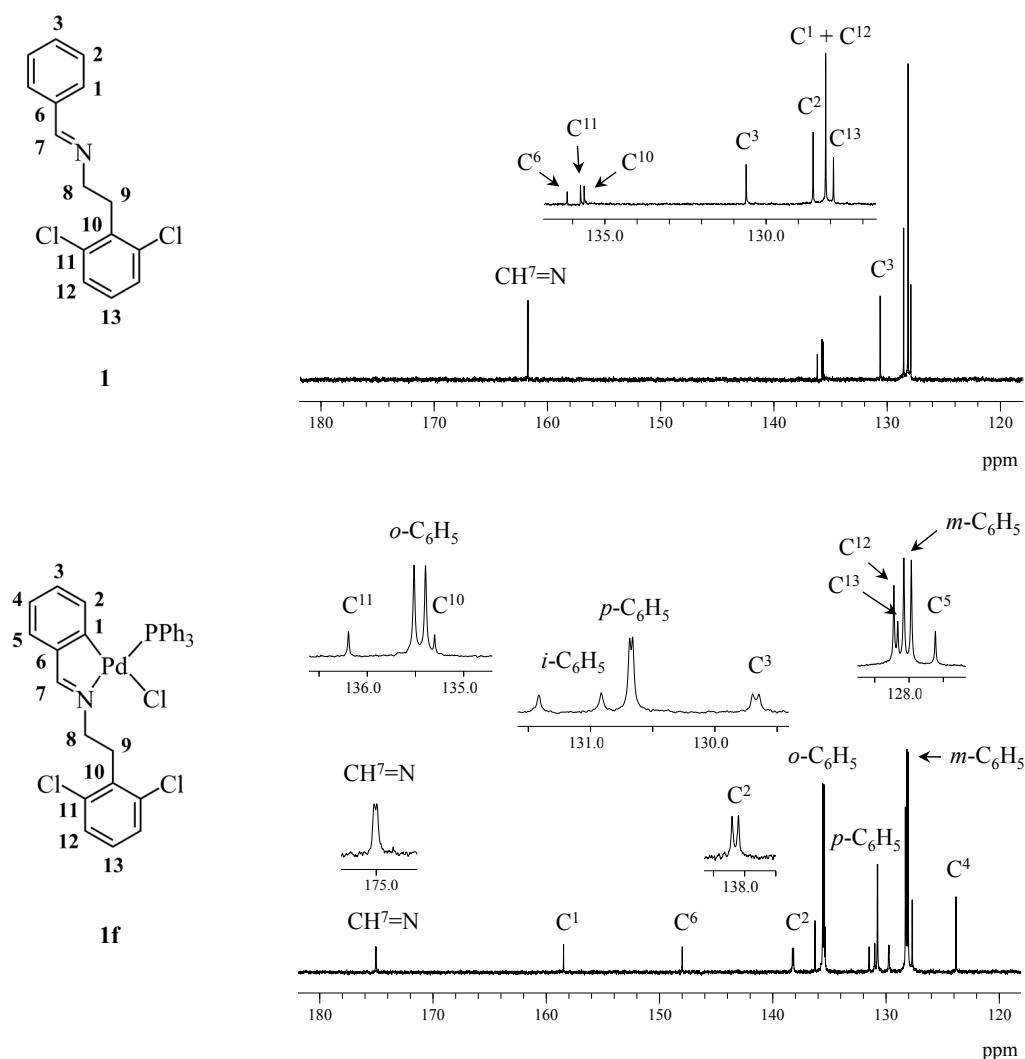 3
2
1
6
7
N
8
9
10
Cl
Cl
11
12
13
1
C¹ + C¹²
C²
C¹¹
C¹³
C⁶
C¹⁰
C³
135.0 130.0
CH⁷=N
C³
180 170 160 150 140 130 120
ppm
3
4
2
5
1
PPh₃
6
Pd
7
N
Cl
8
9
10
Cl
Cl
11
12
13
1f
o-C₆H₅
C¹¹
C¹⁰
136.0 135.0
p-C₆H₅
i-C₆H₅
C³
131.0 130.0
m-C₆H₅
C¹²
C¹³
C⁵
128.0
CH⁷=N
175.0
C²
138.0
o-C₆H₅
m-C₆H₅
p-C₆H₅
C⁴
CH⁷=N
C¹
C⁶
C²
180 170 160 150 140 130 120
ppm